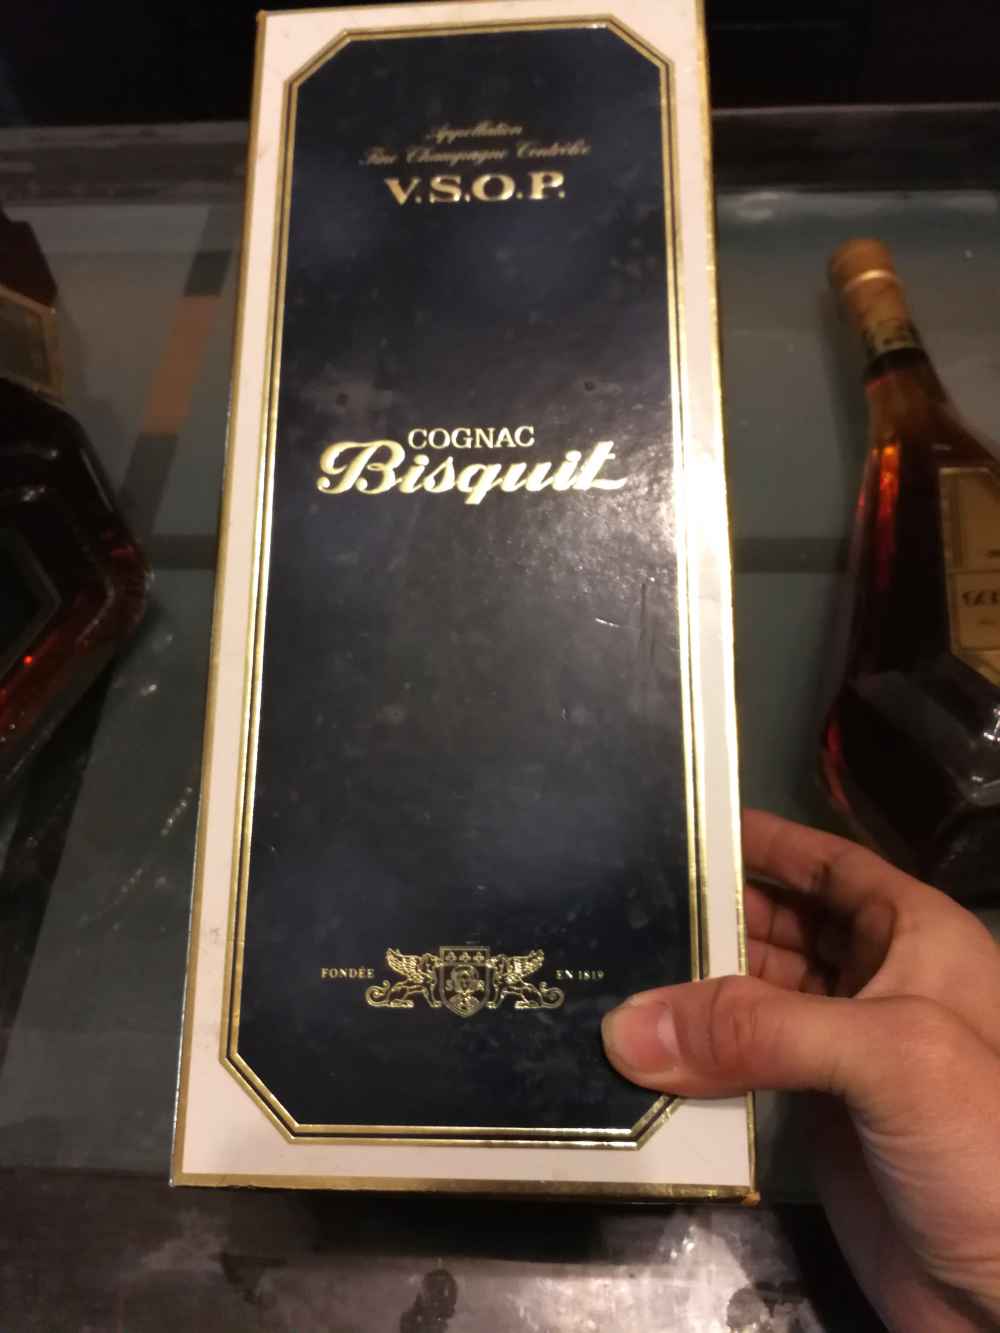 Appellation
Fine Champagne Contrôlée
V.S.O.P.
COGNAC
Bisquit
FONDÉE EN 1819